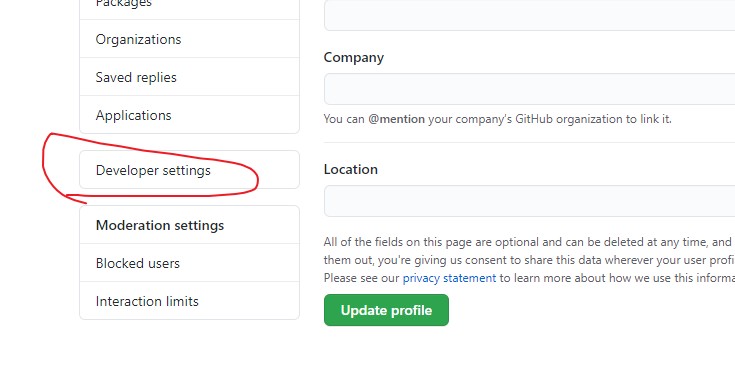 Packages
Organizations
Saved replies
Applications
Developer settings
Moderation settings
Blocked users
Interaction limits
Company
You can @mention your company's GitHub organization to link it.
Location
All of the fields on this page are optional and can be deleted at any time, and
them out, you're giving us consent to share this data wherever your user profi
Please see our privacy statement to learn more about how we use this informa
Update profile